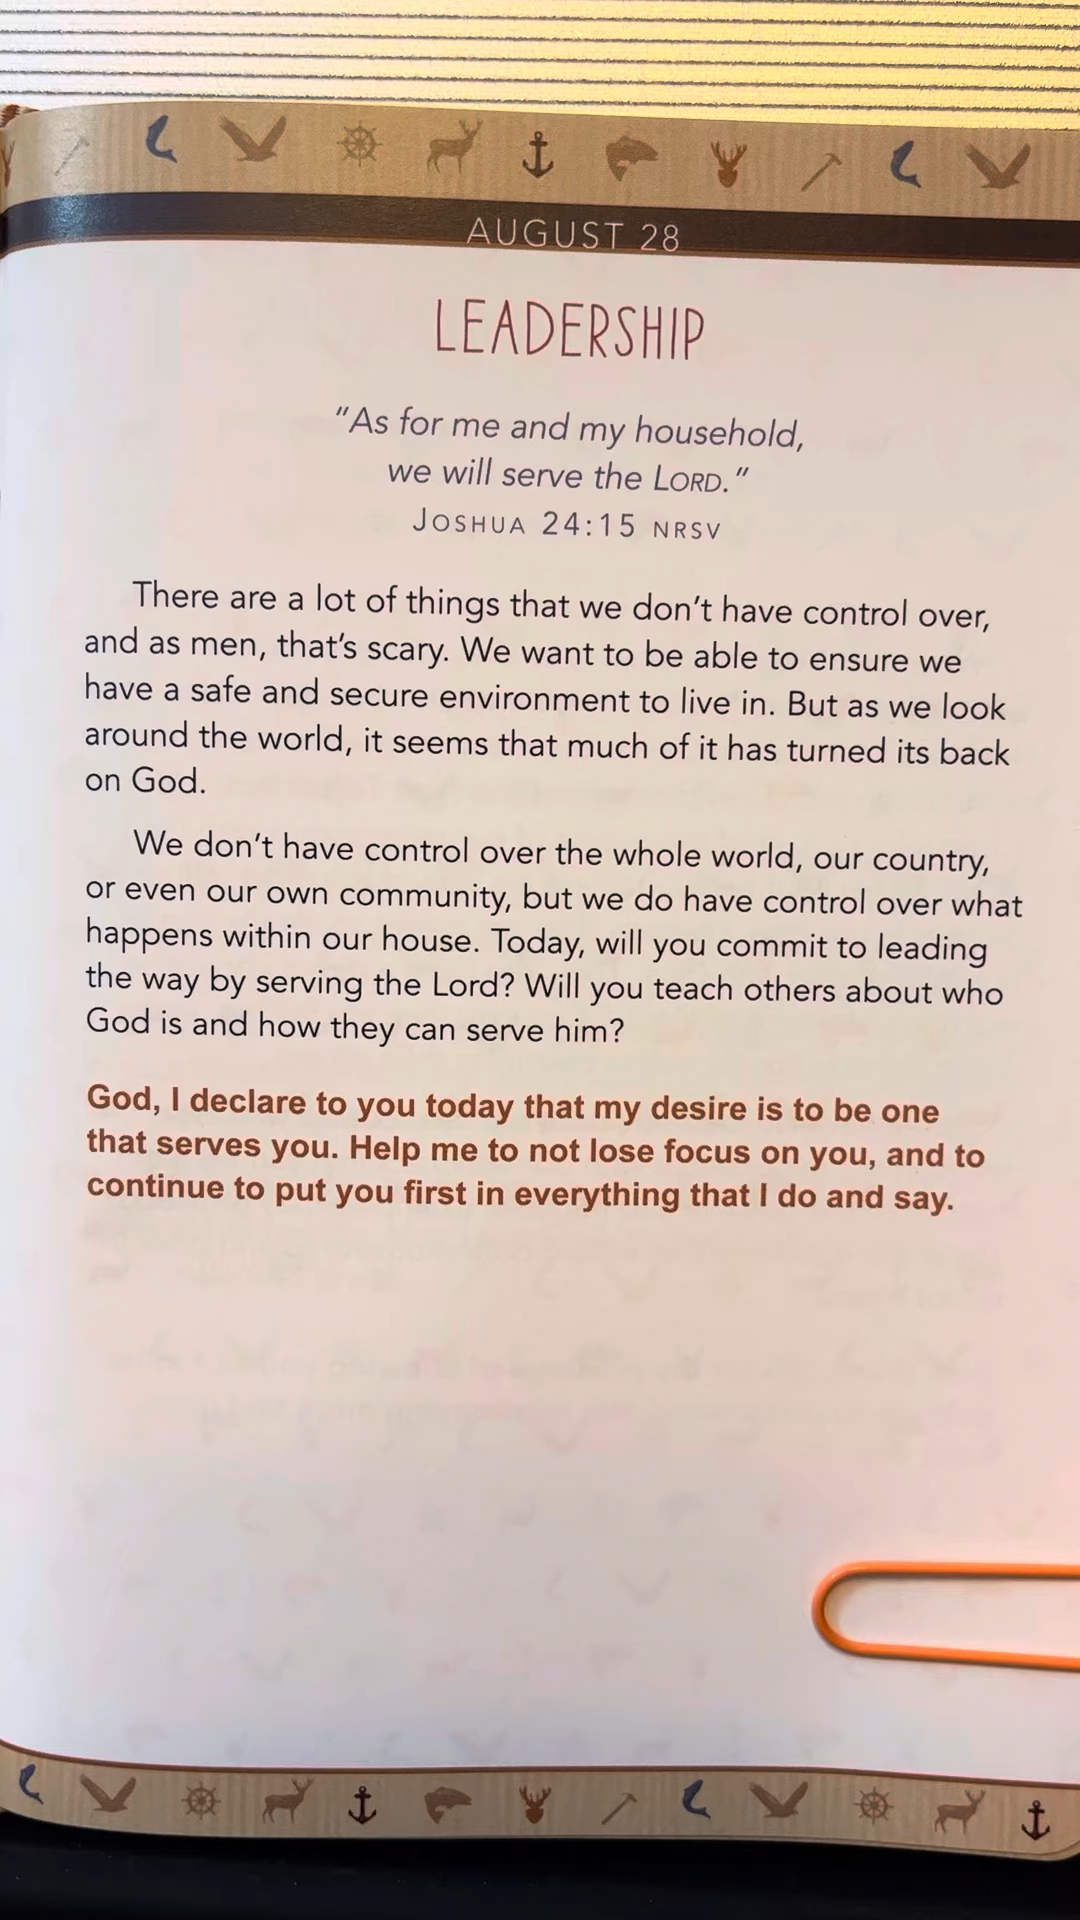 AUGUST 28
LEADERSHIP
"As for me and my household,
we will serve the LORD."
JOSHUA 24:15 NRSV
There are a lot of things that we don't have control over,
and as men, that's scary. We want to be able to ensure we
have a safe and secure environment to live in. But as we look
around the world, it seems that much of it has turned its back
on God.
We don't have control over the whole world, our country,
or even our own community, but we do have control over what
happens within our house. Today, will you commit to leading
the way by serving the Lord? Will you teach others about who
God is and how they can serve him?
God, I declare to you today that my desire is to be one
that serves you. Help me to not lose focus on you, and to
continue to put you first in everything that I do and say.